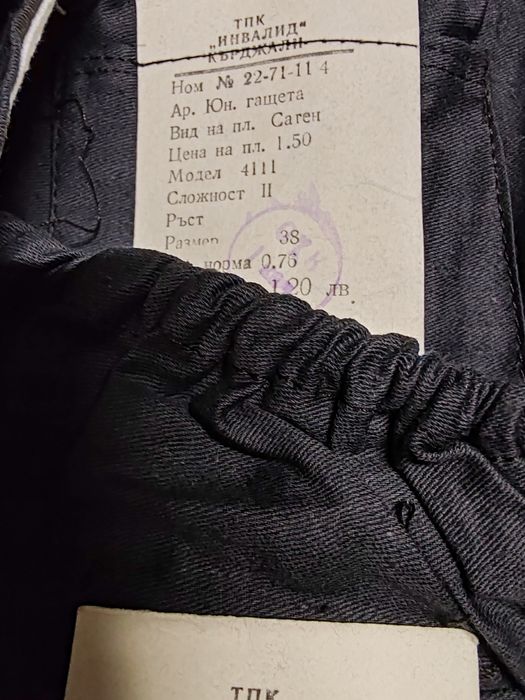 ТПК
„ИНВАЛИД“
КЪРДЖАЛИ
Ном № 22-71-11 4
Ар. Юн. гащета
Вид на пл. Сатен
Цена на пл. 1.50
Модел 4111
Сложност II
Ръст
Размер 38
норма 0.76
1.20 лв.
ТПК